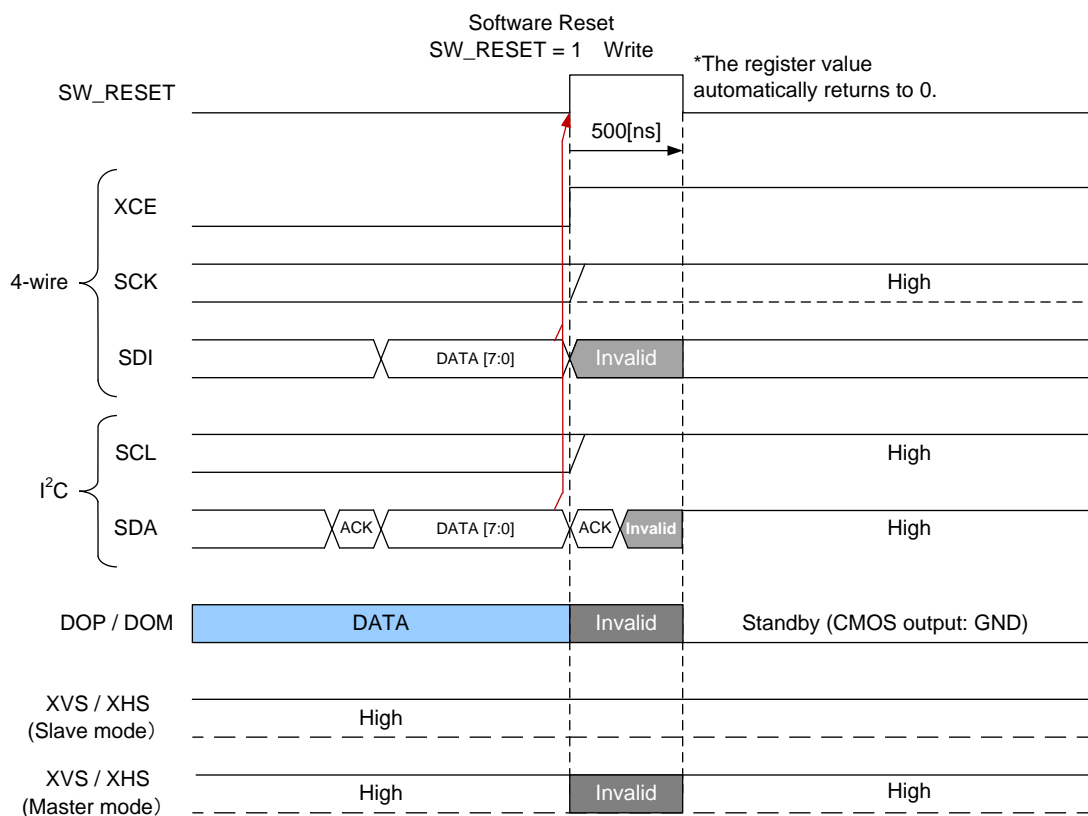 Software Reset
SW_RESET = 1 Write
*The register value
automatically returns to 0.
SW_RESET
500[ns]
XCE
4-wire
SCK
High
SDI
DATA [7:0]
Invalid
SCL
High
I²C
SDA
ACK
DATA [7:0]
ACK
Invalid
High
DOP / DOM
DATA
Invalid
Standby (CMOS output: GND)
XVS / XHS
(Slave mode）
High
XVS / XHS
(Master mode）
High
Invalid
High